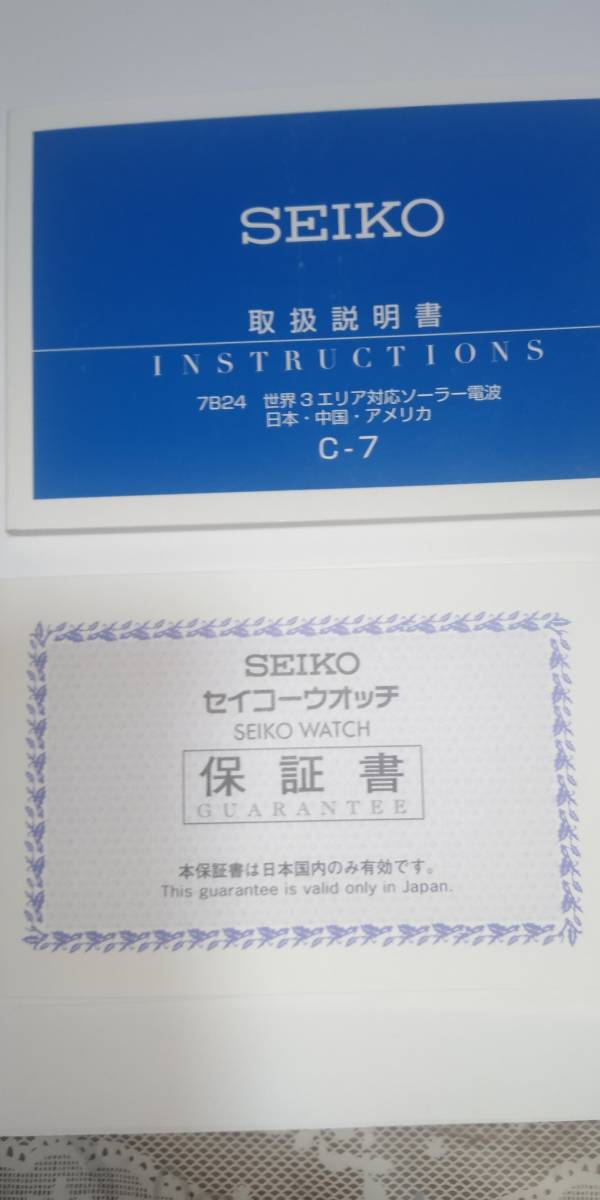 SEIKO
取扱説明書
INSTRUCTIONS
7B24 世界3エリア対応ソーラー電波
日本・中国・アメリカ
C-7
SEIKO
セイコーウオッチ
SEIKO WATCH
保証書
GUARANTEE
本保証書は日本国内のみ有効です。
This guarantee is valid only in Japan.